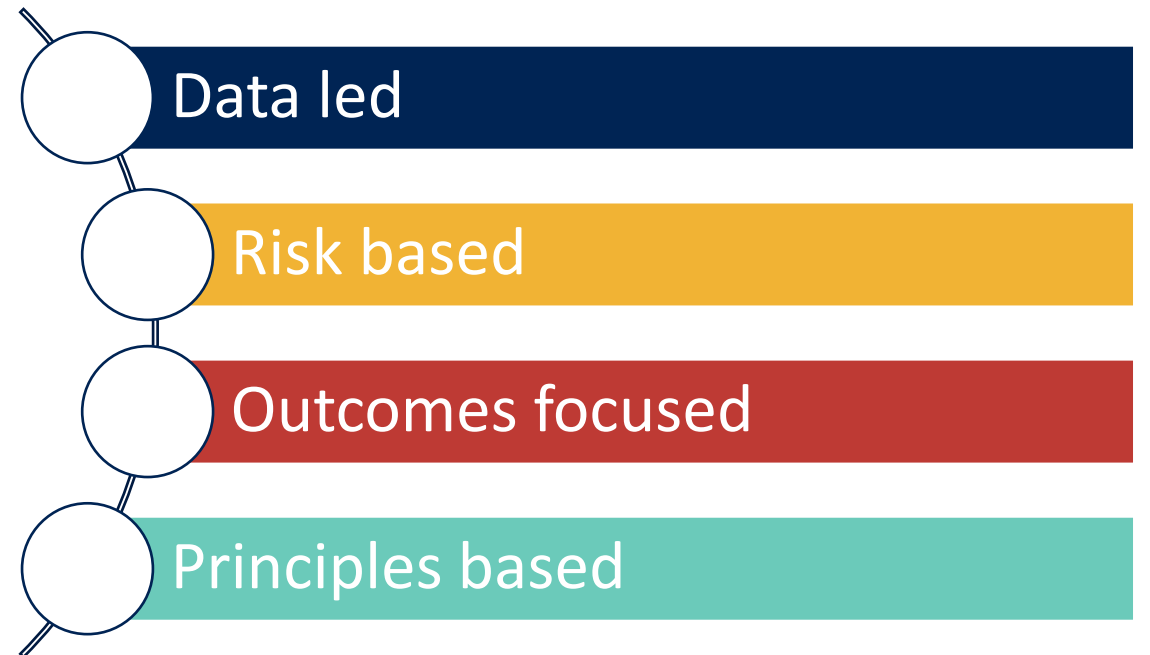 Data led
Risk based
Outcomes focused
Principles based